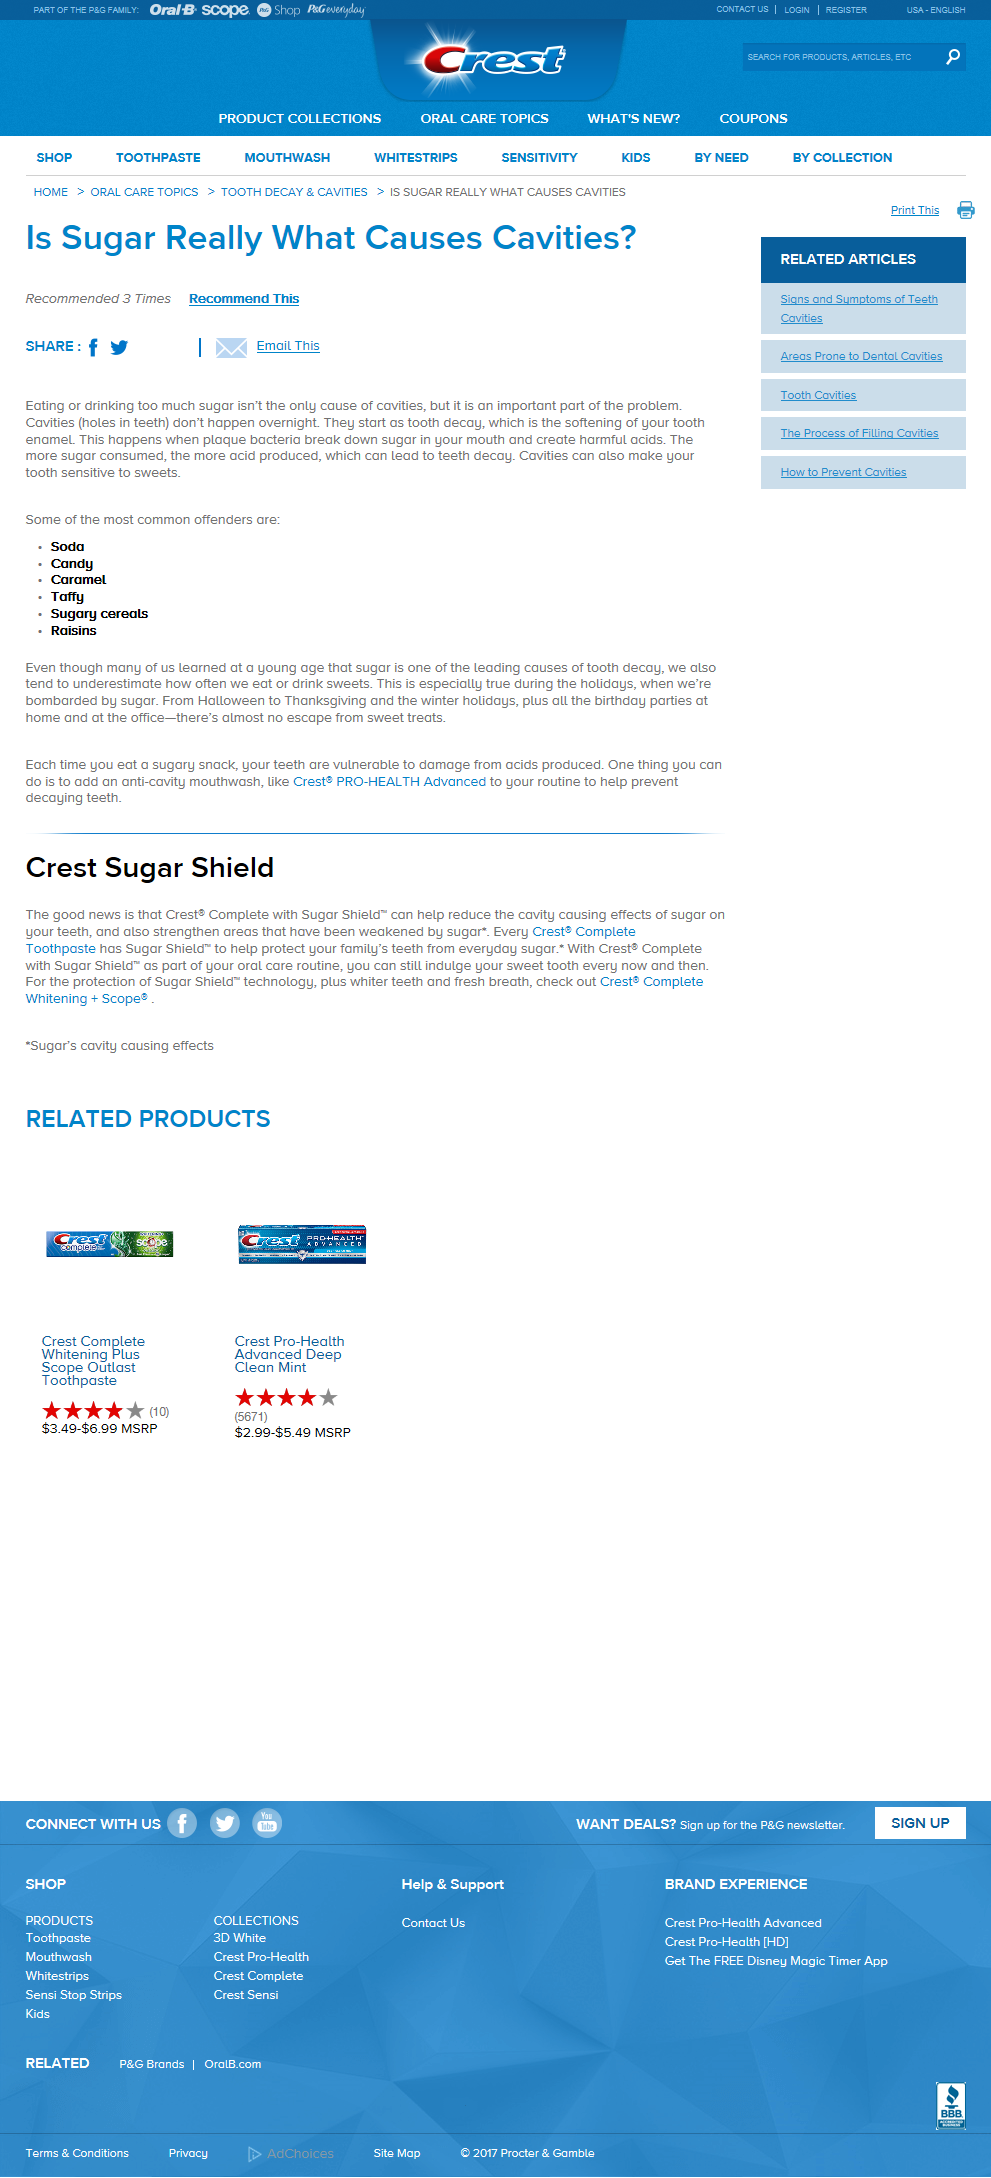 PART OF THE P&G FAMILY: Oral-B scope. P&G Shop P&G everyday
CONTACT US | LOGIN | REGISTER USA - ENGLISH
Crest
SEARCH FOR PRODUCTS, ARTICLES, ETC
PRODUCT COLLECTIONS ORAL CARE TOPICS WHAT'S NEW? COUPONS
SHOP TOOTHPASTE MOUTHWASH WHITESTRIPS SENSITIVITY KIDS BY NEED BY COLLECTION
HOME > ORAL CARE TOPICS > TOOTH DECAY & CAVITIES > IS SUGAR REALLY WHAT CAUSES CAVITIES
Print This
Is Sugar Really What Causes Cavities?
Recommended 3 Times Recommend This
SHARE : | Email This
Eating or drinking too much sugar isn't the only cause of cavities, but it is an important part of the problem.
Cavities (holes in teeth) don't happen overnight. They start as tooth decay, which is the softening of your tooth
enamel. This happens when plaque bacteria break down sugar in your mouth and create harmful acids. The
more sugar consumed, the more acid produced, which can lead to teeth decay. Cavities can also make your
tooth sensitive to sweets.
Some of the most common offenders are:
• Soda
• Candy
• Caramel
• Taffy
• Sugary cereals
• Raisins
Even though many of us learned at a young age that sugar is one of the leading causes of tooth decay, we also
tend to underestimate how often we eat or drink sweets. This is especially true during the holidays, when we're
bombarded by sugar. From Halloween to Thanksgiving and the winter holidays, plus all the birthday parties at
home and at the office—there's almost no escape from sweet treats.
Each time you eat a sugary snack, your teeth are vulnerable to damage from acids produced. One thing you can
do is to add an anti-cavity mouthwash, like Crest® PRO-HEALTH Advanced to your routine to help prevent
decaying teeth.
Crest Sugar Shield
The good news is that Crest® Complete with Sugar Shield™ can help reduce the cavity causing effects of sugar on
your teeth, and also strengthen areas that have been weakened by sugar*. Every Crest® Complete
Toothpaste has Sugar Shield™ to help protect your family's teeth from everyday sugar.* With Crest® Complete
with Sugar Shield™ as part of your oral care routine, you can still indulge your sweet tooth every now and then.
For the protection of Sugar Shield™ technology, plus whiter teeth and fresh breath, check out Crest® Complete
Whitening + Scope® .
*Sugar's cavity causing effects
RELATED ARTICLES
Signs and Symptoms of Teeth
Cavities
Areas Prone to Dental Cavities
Tooth Cavities
The Process of Filling Cavities
How to Prevent Cavities
RELATED PRODUCTS
Crest complete scope
Crest PRO-HEALTH ADVANCED
Crest Complete
Whitening Plus
Scope Outlast
Toothpaste
(10)
$3.49-$6.99 MSRP
Crest Pro-Health
Advanced Deep
Clean Mint
(5671)
$2.99-$5.49 MSRP
CONNECT WITH US You Tube
WANT DEALS? Sign up for the P&G newsletter. SIGN UP
SHOP
PRODUCTS
Toothpaste
Mouthwash
Whitestrips
Sensi Stop Strips
Kids
COLLECTIONS
3D White
Crest Pro-Health
Crest Complete
Crest Sensi
Help & Support
Contact Us
BRAND EXPERIENCE
Crest Pro-Health Advanced
Crest Pro-Health [HD]
Get The FREE Disney Magic Timer App
RELATED P&G Brands | OralB.com
BBB
ACCREDITED
BUSINESS
Terms & Conditions Privacy AdChoices Site Map © 2017 Procter & Gamble